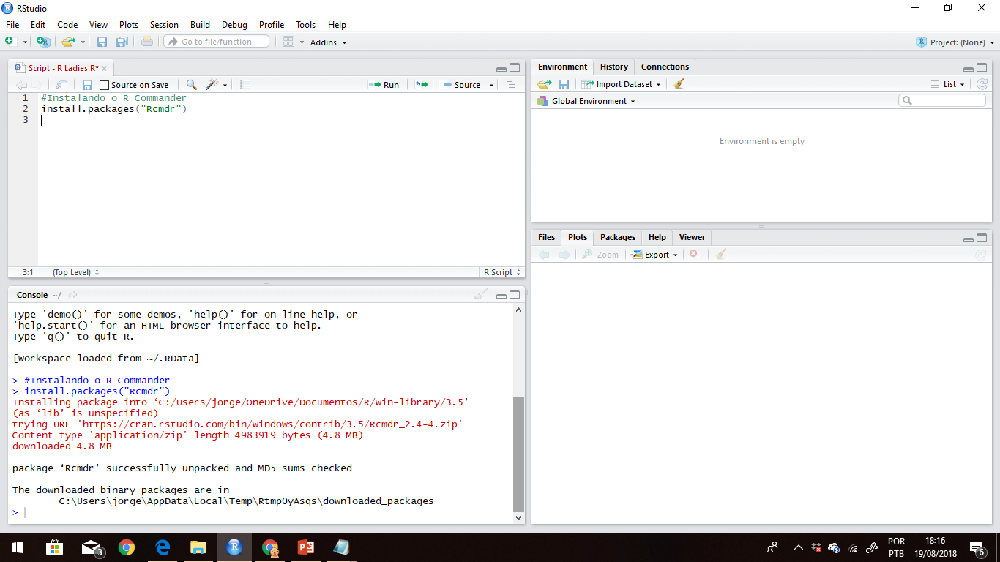 RStudio
File Edit Code View Plots Session Build Debug Profile Tools Help
Go to file/function Addins Project: (None)
Script - R Ladies.R*
Source on Save Run Source
1 #Instalando o R Commander
2 install.packages("Rcmdr")
3
3:1 (Top Level) R Script
Console ~/
Type 'demo()' for some demos, 'help()' for on-line help, or
'help.start()' for an HTML browser interface to help.
Type 'q()' to quit R.
[Workspace loaded from ~/.RData]
> #Instalando o R Commander
> install.packages("Rcmdr")
Installing package into ‘C:/Users/jorge/OneDrive/Documentos/R/win-library/3.5’
(as ‘lib’ is unspecified)
trying URL 'https://cran.rstudio.com/bin/windows/contrib/3.5/Rcmdr_2.4-4.zip'
Content type 'application/zip' length 4983919 bytes (4.8 MB)
downloaded 4.8 MB
package ‘Rcmdr’ successfully unpacked and MD5 sums checked
The downloaded binary packages are in
C:\Users\jorge\AppData\Local\Temp\RtmpOyAsqs\downloaded_packages
>
Environment History Connections
Import Dataset List
Global Environment
Environment is empty
Files Plots Packages Help Viewer
Zoom Export
3
POR
PTB
18:16
19/08/2018
6